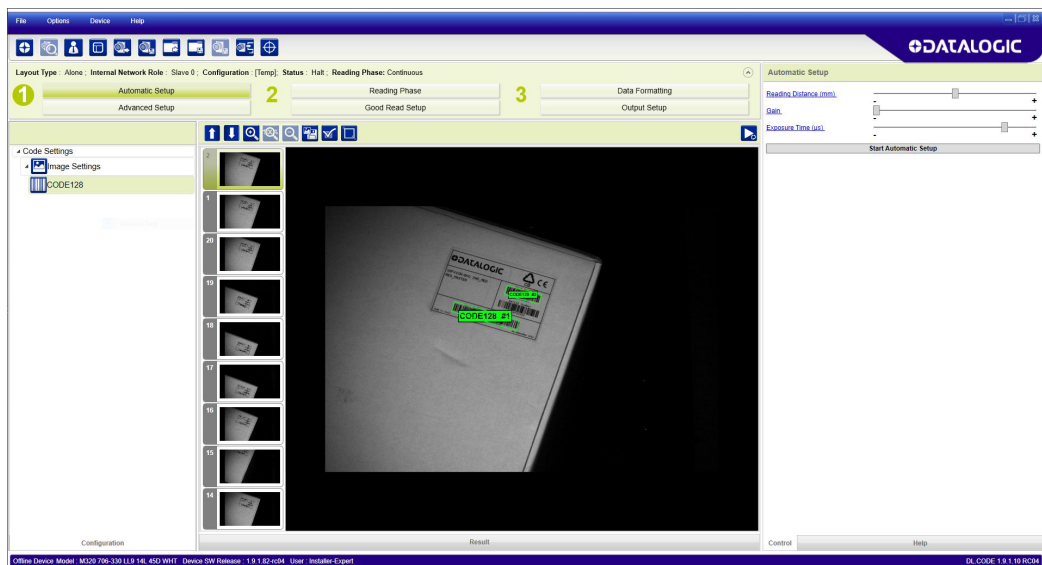 File Options Device Help
DATALOGIC
Layout Type : Alone ; Internal Network Role : Slave 0 ; Configuration : [Temp]; Status : Halt ; Reading Phase: Continuous
1 Automatic Setup 2 Reading Phase 3 Data Formatting
Advanced Setup Good Read Setup Output Setup
Automatic Setup
Reading Distance (mm)
- +
Gain
- +
Exposure Time (us)
- +
Start Automatic Setup
Code Settings
Image Settings
CODE128
2
1
20
19
18
17
16
15
14
DATALOGIC
CE
CODE128 #2
CODE128 #1
Configuration Result Control Help
Offline Device Model : M320 706-330 LL9 14L 45D WHT Device SW Release : 1.9.1.82-rc04 User : Installer-Expert DL.CODE 1.9.1.10 RC04